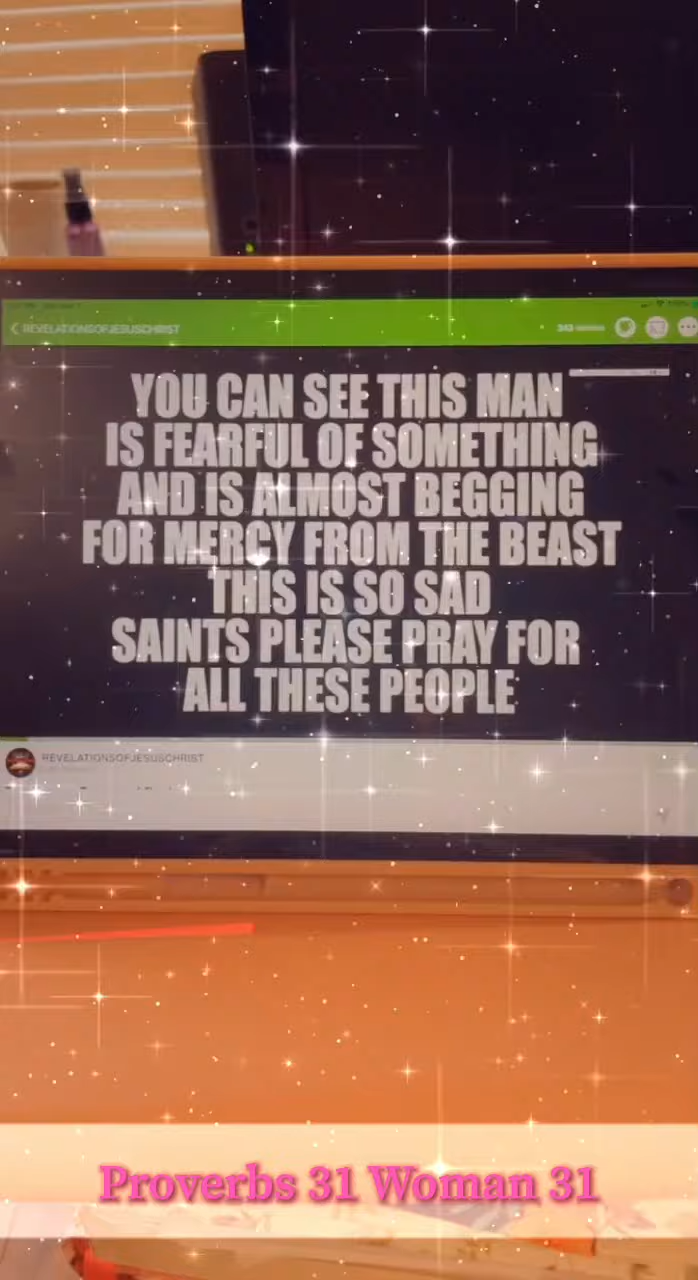 REVELATIONSOFJESUSCHRIST
343
YOU CAN SEE THIS MAN
IS FEARFUL OF SOMETHING
AND IS ALMOST BEGGING
FOR MERCY FROM THE BEAST
THIS IS SO SAD
SAINTS PLEASE PRAY FOR
ALL THESE PEOPLE
REVELATIONSOFJESUSCHRIST
Proverbs 31 Woman 31